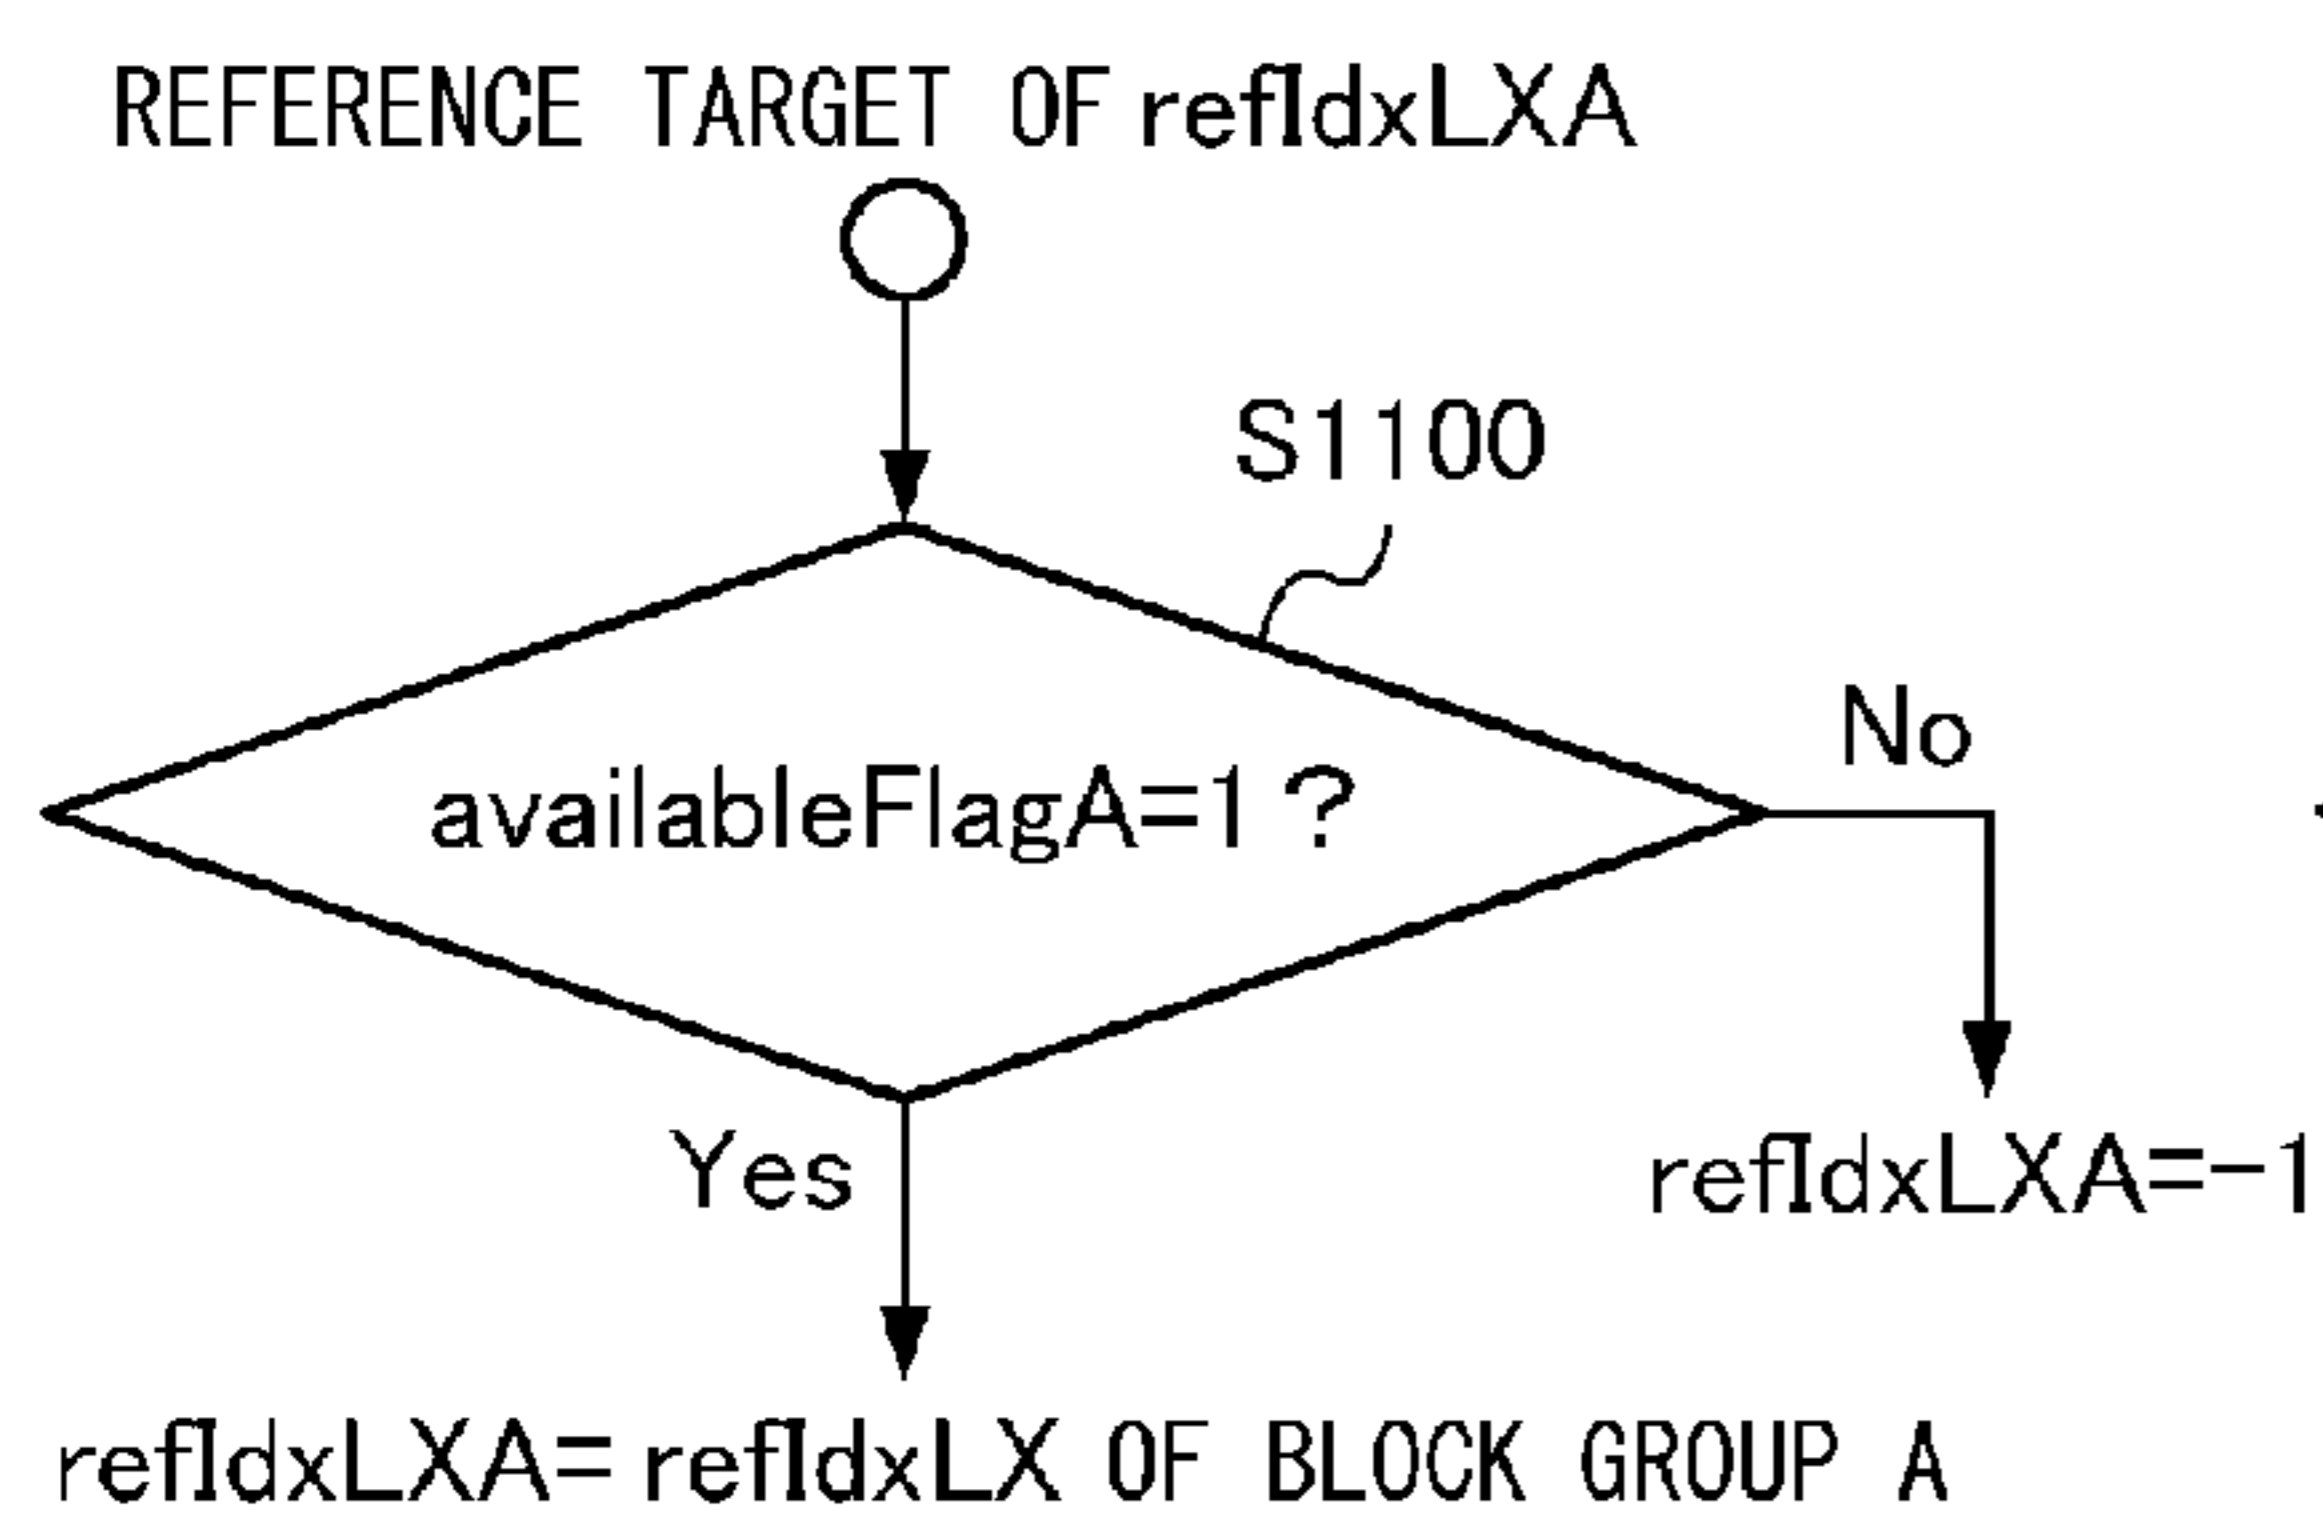 REFERENCE TARGET OF refIdxLXA
S1100
No
availableFlagA=1 ?
Yes
refIdxLXA=-1
refIdxLXA= refIdxLX OF BLOCK GROUP A